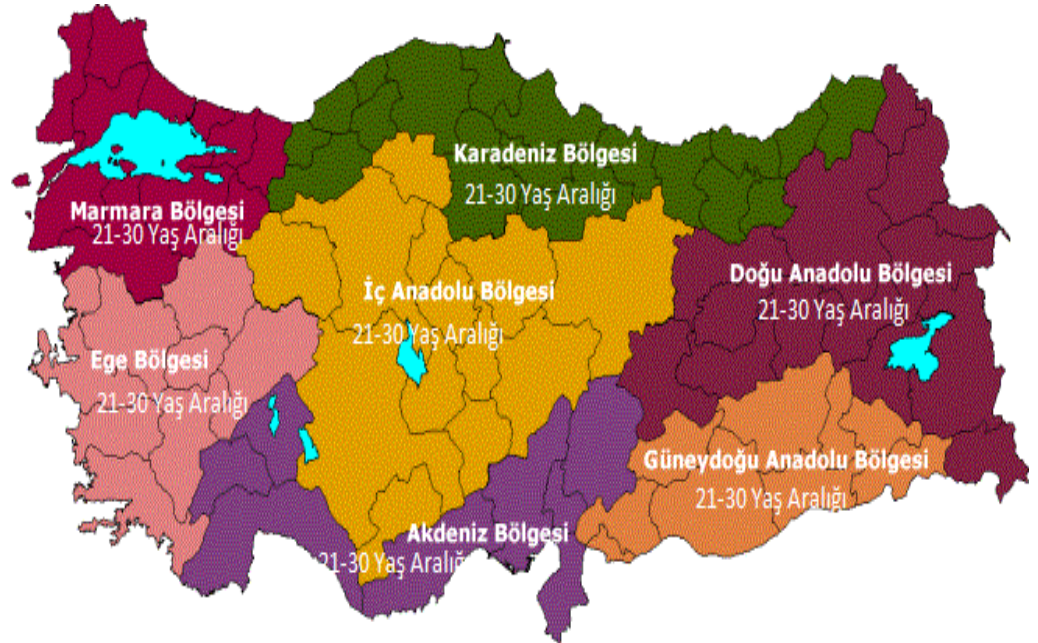 Karadeniz Bölgesi
21-30 Yaş Aralığı
Marmara Bölgesi
21-30 Yaş Aralığı
Doğu Anadolu Bölgesi
21-30 Yaş Aralığı
İç Anadolu Bölgesi
21-30 Yaş Aralığı
Ege Bölgesi
21-30 Yaş Aralığı
Güneydoğu Anadolu Bölgesi
21-30 Yaş Aralığı
Akdeniz Bölgesi
21-30 Yaş Aralığı